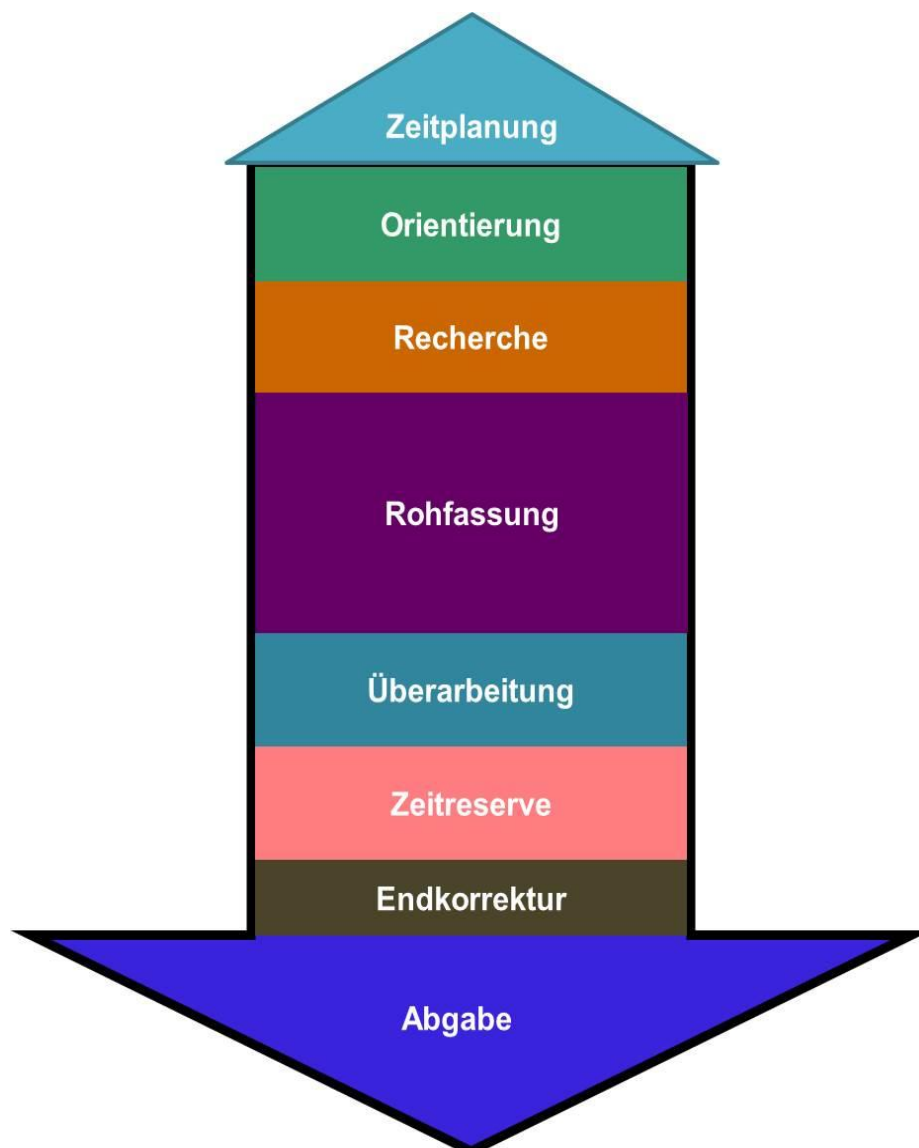 Zeitplanung
Orientierung
Recherche
Rohfassung
Überarbeitung
Zeitreserve
Endkorrektur
Abgabe